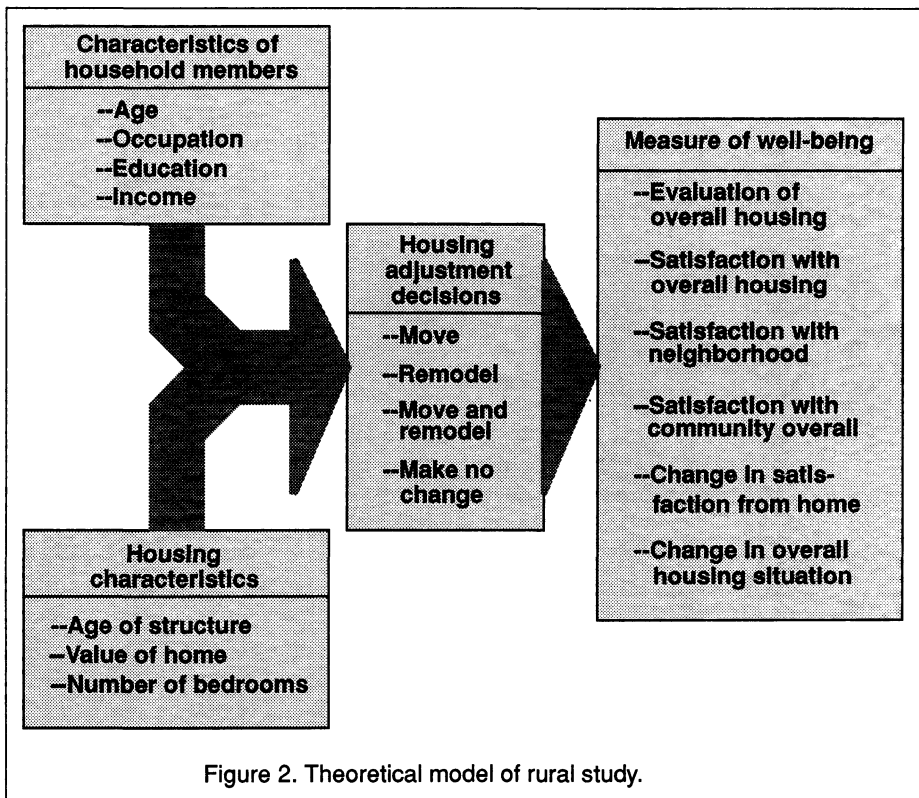 Characteristics of
household members
--Age
--Occupation
--Education
--Income
Housing
characteristics
--Age of structure
--Value of home
--Number of bedrooms
Housing
adjustment
decisions
--Move
--Remodel
--Move and
remodel
--Make no
change
Measure of well-being
--Evaluation of
overall housing
--Satisfaction with
overall housing
--Satisfaction with
neighborhood
--Satisfaction with
community overall
--Change in satis-
faction from home
--Change in overall
housing situation
Figure 2. Theoretical model of rural study.